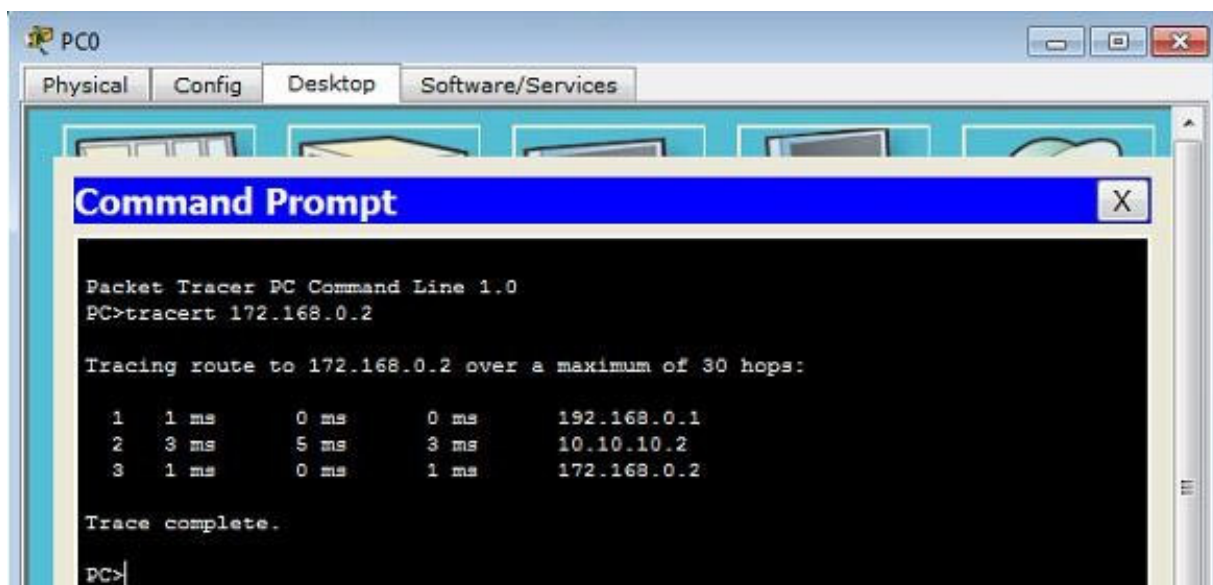 PC0
Physical Config Desktop Software/Services
Command Prompt X
Packet Tracer PC Command Line 1.0
PC>tracert 172.168.0.2
Tracing route to 172.168.0.2 over a maximum of 30 hops:
1 1 ms 0 ms 0 ms 192.168.0.1
2 3 ms 5 ms 3 ms 10.10.10.2
3 1 ms 0 ms 1 ms 172.168.0.2
Trace complete.
PC>